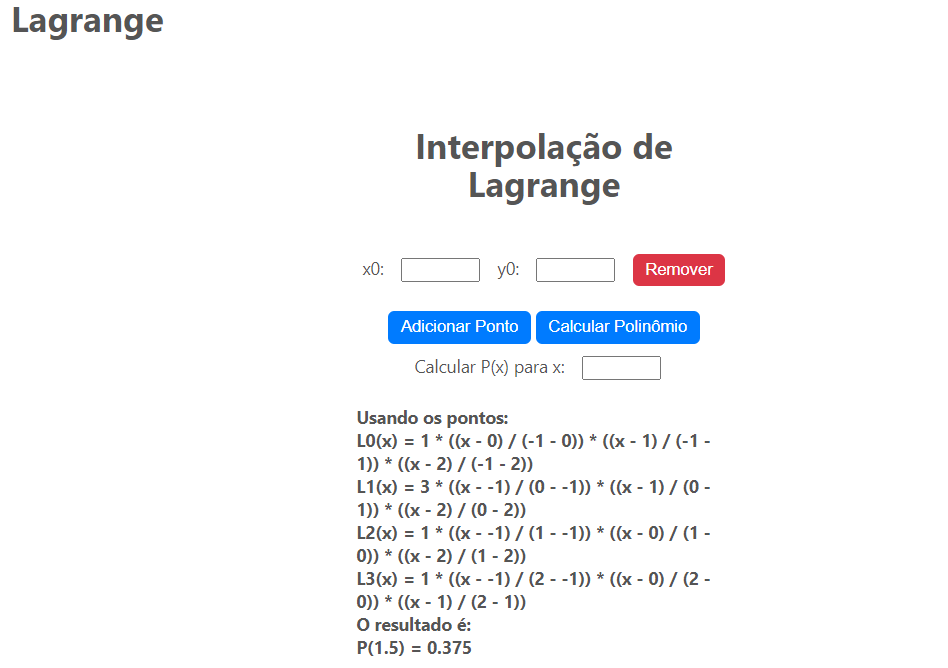 Lagrange
Interpolação de
Lagrange
x0: y0: Remover
Adicionar Ponto Calcular Polinômio
Calcular P(x) para x:
Usando os pontos:
L0(x) = 1 * ((x - 0) / (-1 - 0)) * ((x - 1) / (-1 -
1)) * ((x - 2) / (-1 - 2))
L1(x) = 3 * ((x - -1) / (0 - -1)) * ((x - 1) / (0 -
1)) * ((x - 2) / (0 - 2))
L2(x) = 1 * ((x - -1) / (1 - -1)) * ((x - 0) / (1 -
0)) * ((x - 2) / (1 - 2))
L3(x) = 1 * ((x - -1) / (2 - -1)) * ((x - 0) / (2 -
0)) * ((x - 1) / (2 - 1))
O resultado é:
P(1.5) = 0.375